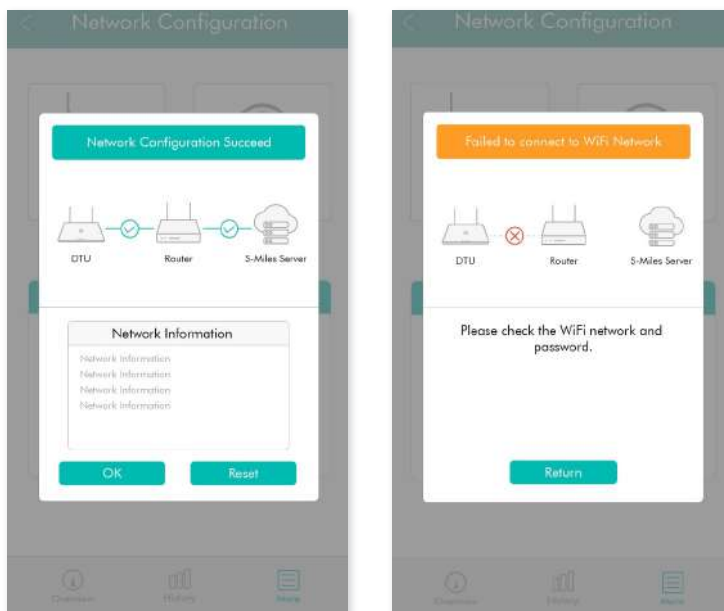 Network Configuration
Network Configuration Succeed
DTU
Router
S-Miles Server
Network Information
Network Information
Network Information
Network Information
Network Information
OK
Reset
Overview
History
More
Network Configuration
Failed to connect to WiFi Network
DTU
Router
S-Miles Server
Please check the WiFi network and
password.
Return
Overview
History
More